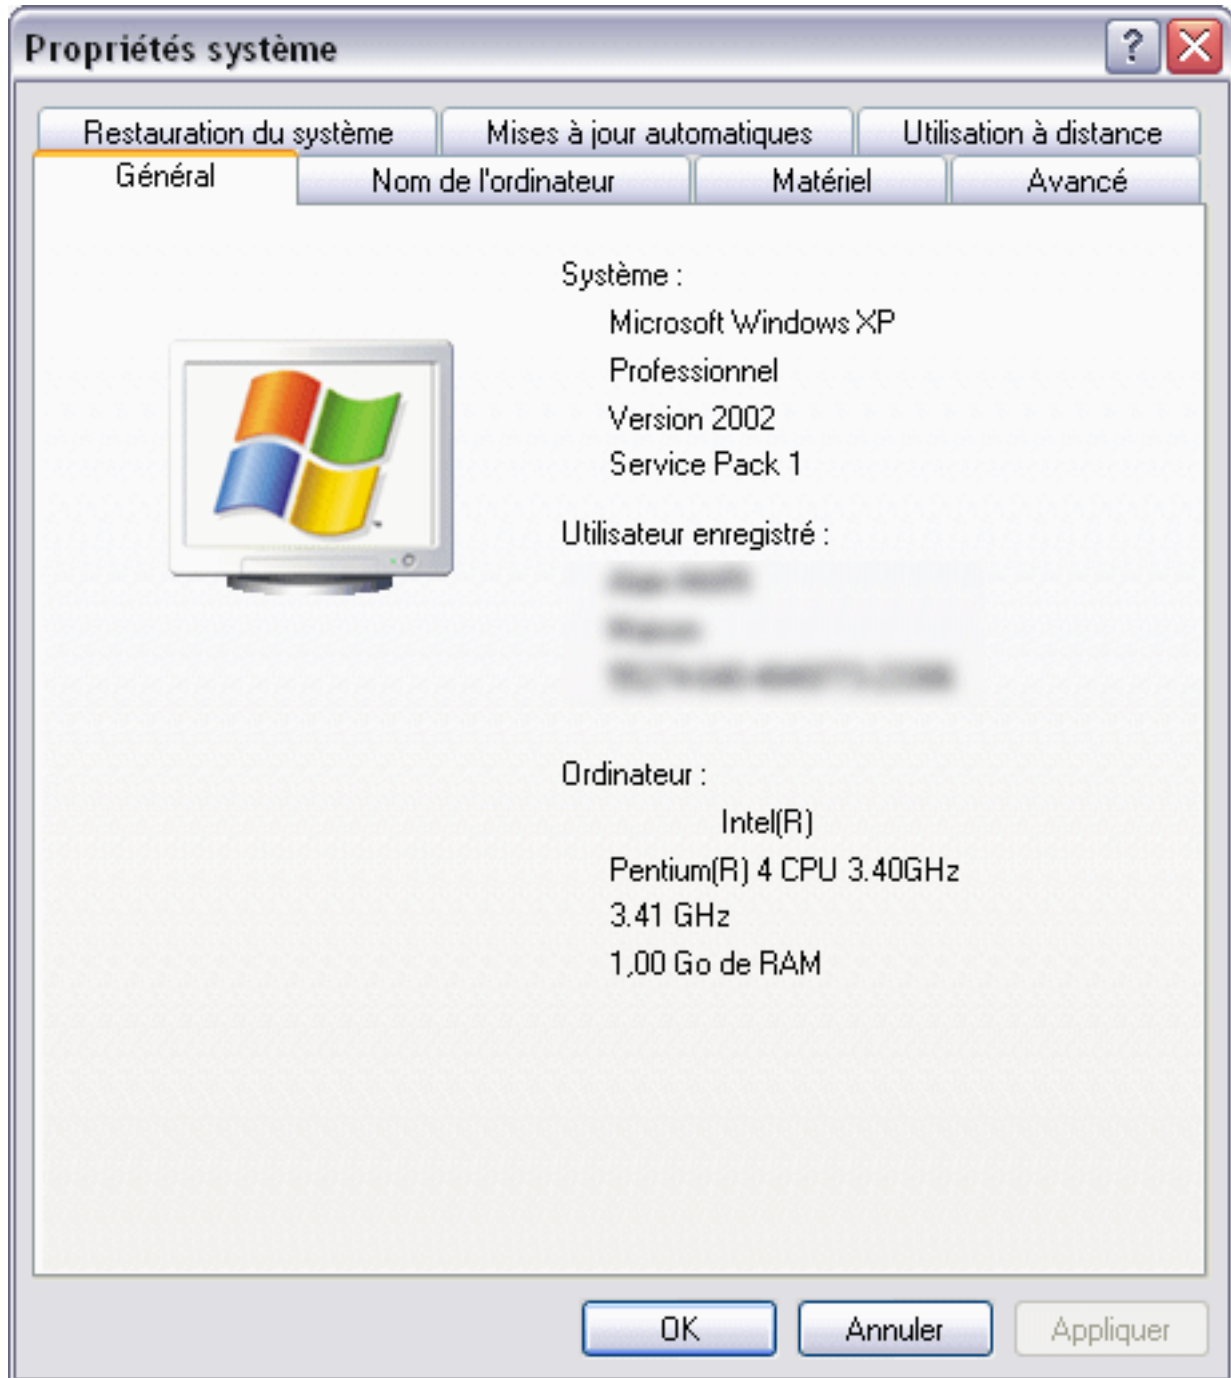 Propriétés système
Restauration du système Mises à jour automatiques Utilisation à distance
Général Nom de l'ordinateur Matériel Avancé
Système :
Microsoft Windows XP
Professionnel
Version 2002
Service Pack 1
Utilisateur enregistré :
Ordinateur :
Intel(R)
Pentium(R) 4 CPU 3.40GHz
3.41 GHz
1,00 Go de RAM
OK Annuler Appliquer